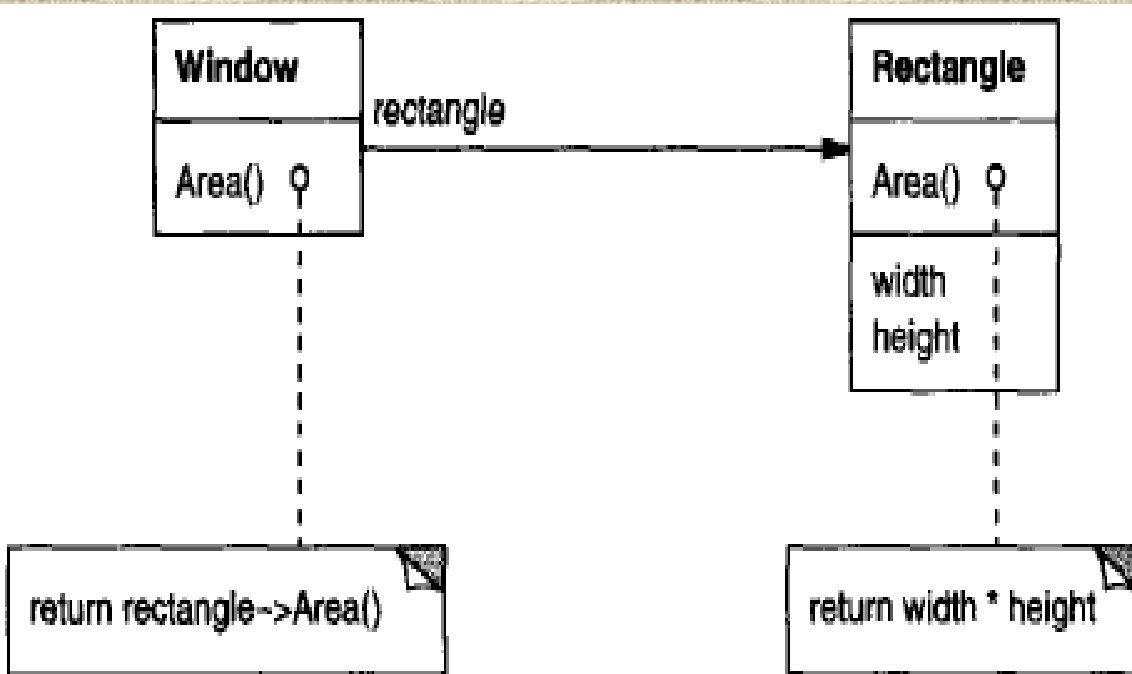 Window
rectangle
Rectangle
Area()
Area()
width
height
return rectangle->Area()
return width * height